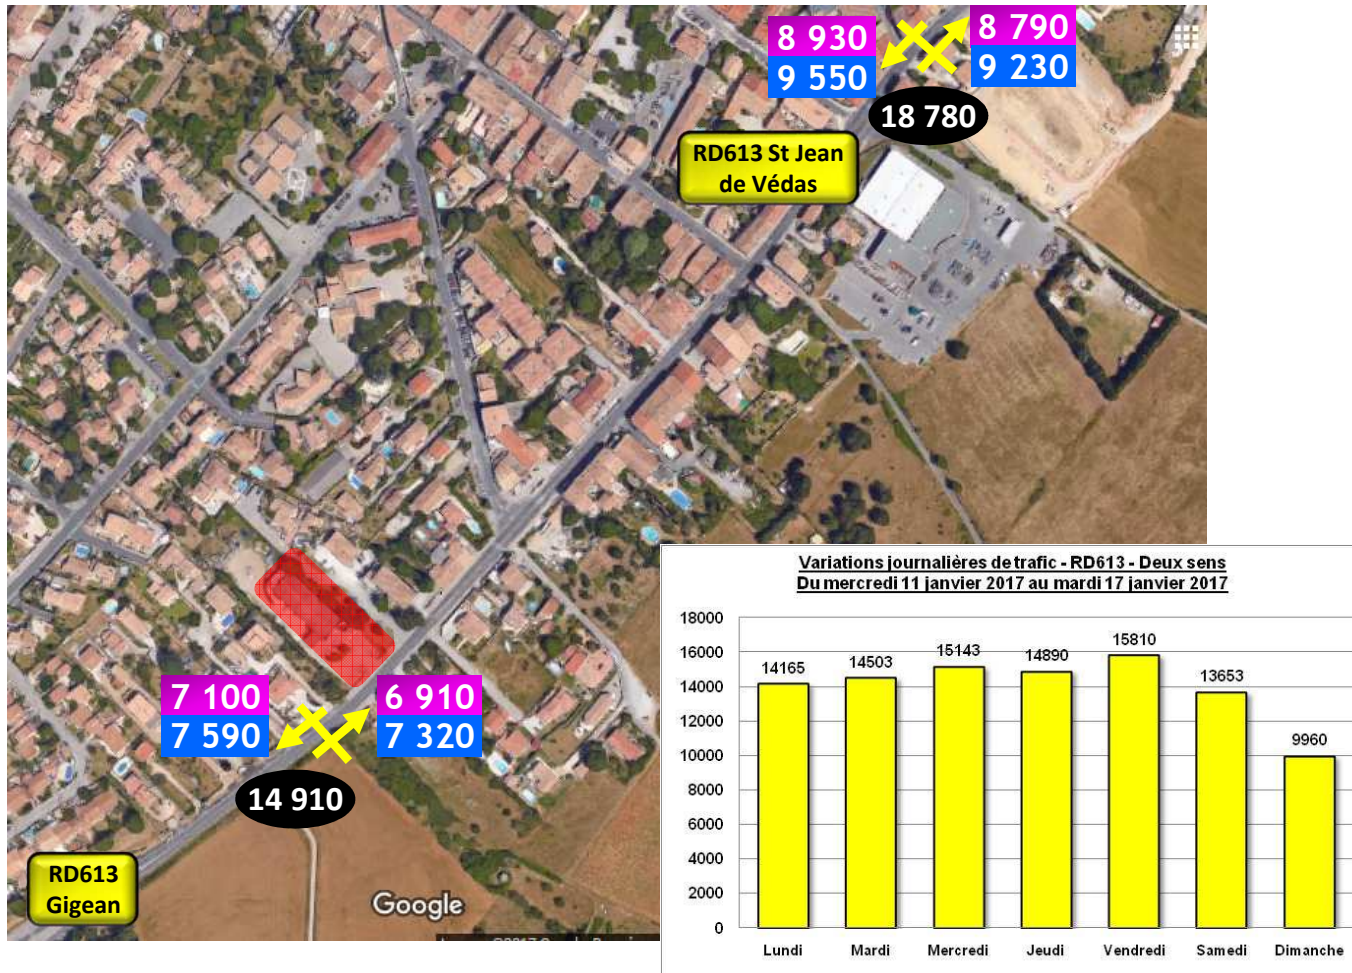 8 930
9 550
8 790
9 230
18 780
RD613 St Jean
de Védas
7 100
7 590
6 910
7 320
14 910
RD613
Gigean
Google
Variations journalières de trafic - RD613 - Deux sens
Du mercredi 11 janvier 2017 au mardi 17 janvier 2017
18000
16000
14000
12000
10000
8000
6000
4000
2000
0
14165
14503
15143
14890
15810
13653
9960
Lundi
Mardi
Mercredi
Jeudi
Vendredi
Samedi
Dimanche